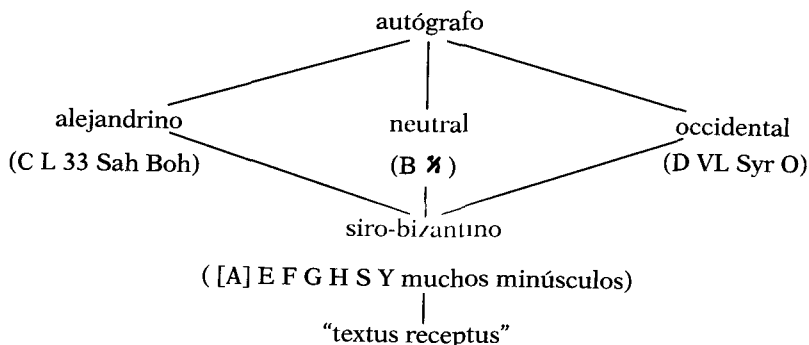 autógrafo
alejandrino neutral occidental
(C L 33 Sah Boh) (B א) (D VL Syr O)
siro-bizantino
([A] E F G H S Y muchos minúsculos)
“textus receptus”